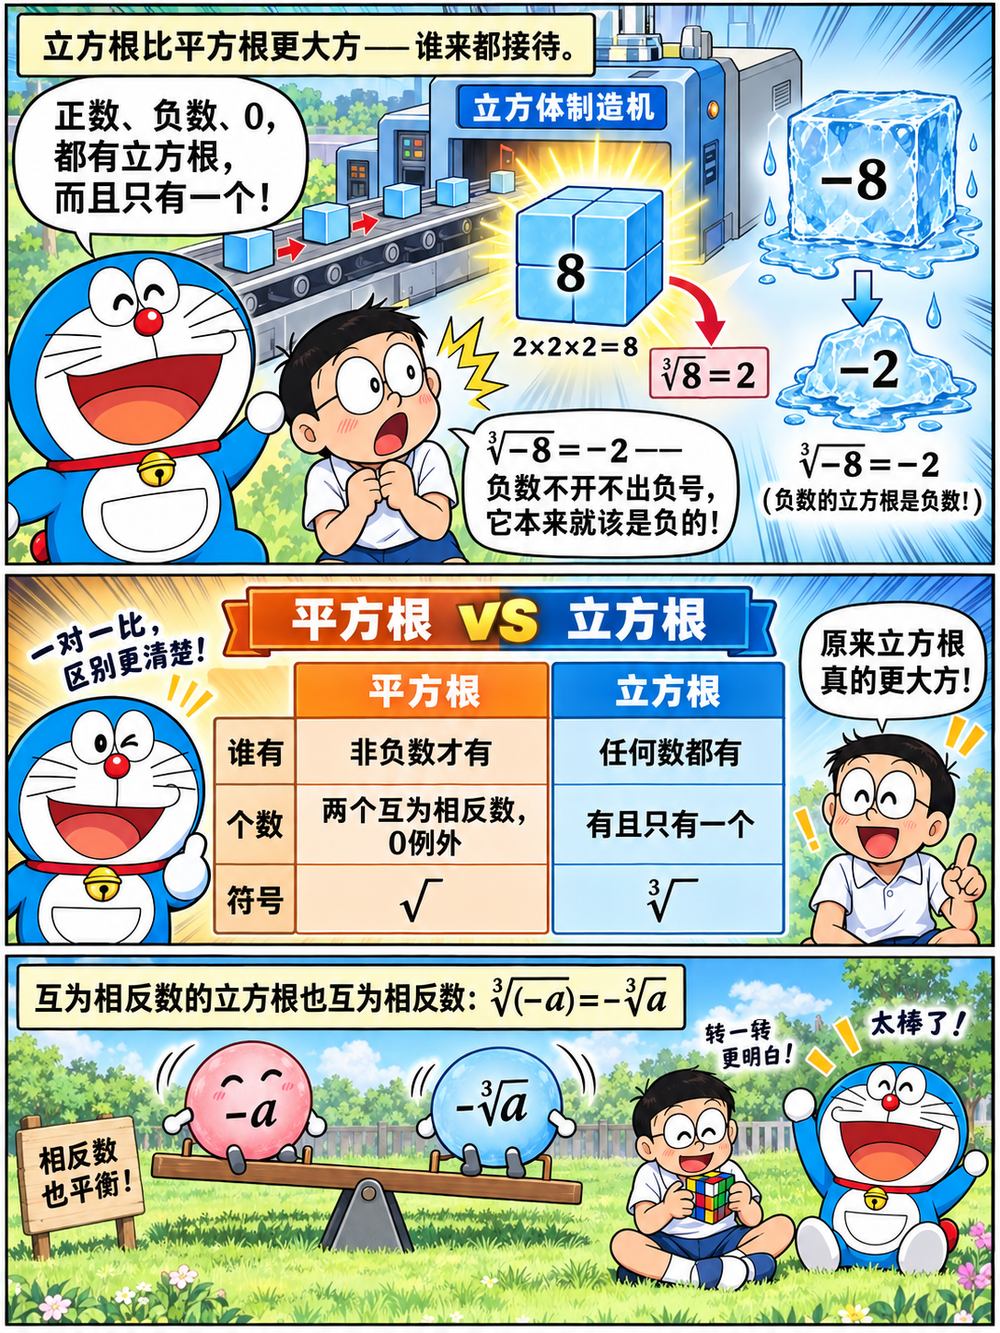 立方根比平方根更大方——谁来都接待。
正数、负数、0，
都有立方根，
而且只有一个！
立方体制造机
8
2×2×2=8
∛8=2
-8
-2
∛-8=-2
(负数的立方根是负数！)
∛-8=-2——
负数不开不出负号，
它本来就该是负的！
平方根 VS 立方根
一对一比，
区别更清楚！
原来立方根
真的更大方！
平方根 立方根
谁有 非负数才有 任何数都有
个数 两个互为相反数，
0例外 有且只有一个
符号 √ ∛
互为相反数的立方根也互为相反数：∛(-a)=-∛a
转一转
更明白！
太棒了！
-a
-∛a
相反数
也平衡！